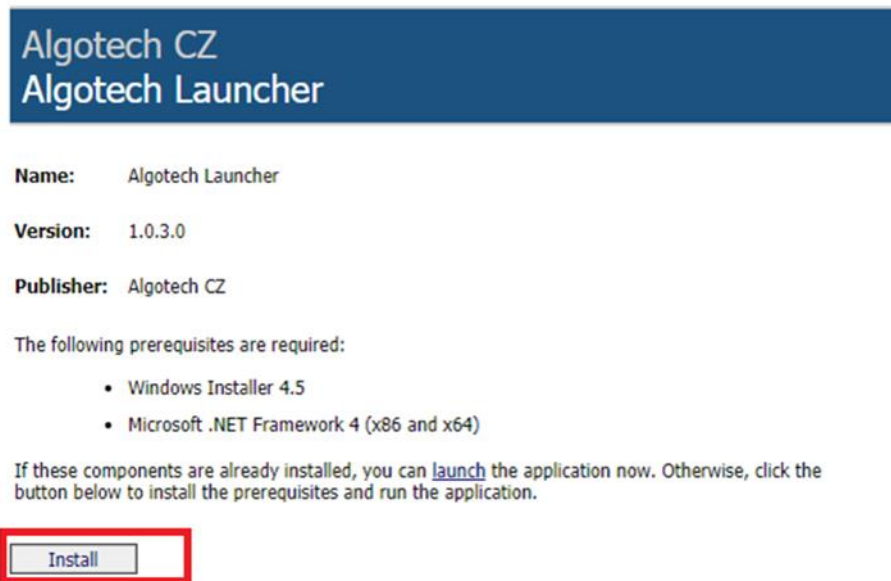 Algotech CZ
Algotech Launcher
Name: Algotech Launcher
Version: 1.0.3.0
Publisher: Algotech CZ
The following prerequisites are required:
• Windows Installer 4.5
• Microsoft .NET Framework 4 (x86 and x64)
If these components are already installed, you can launch the application now. Otherwise, click the
button below to install the prerequisites and run the application.
Install